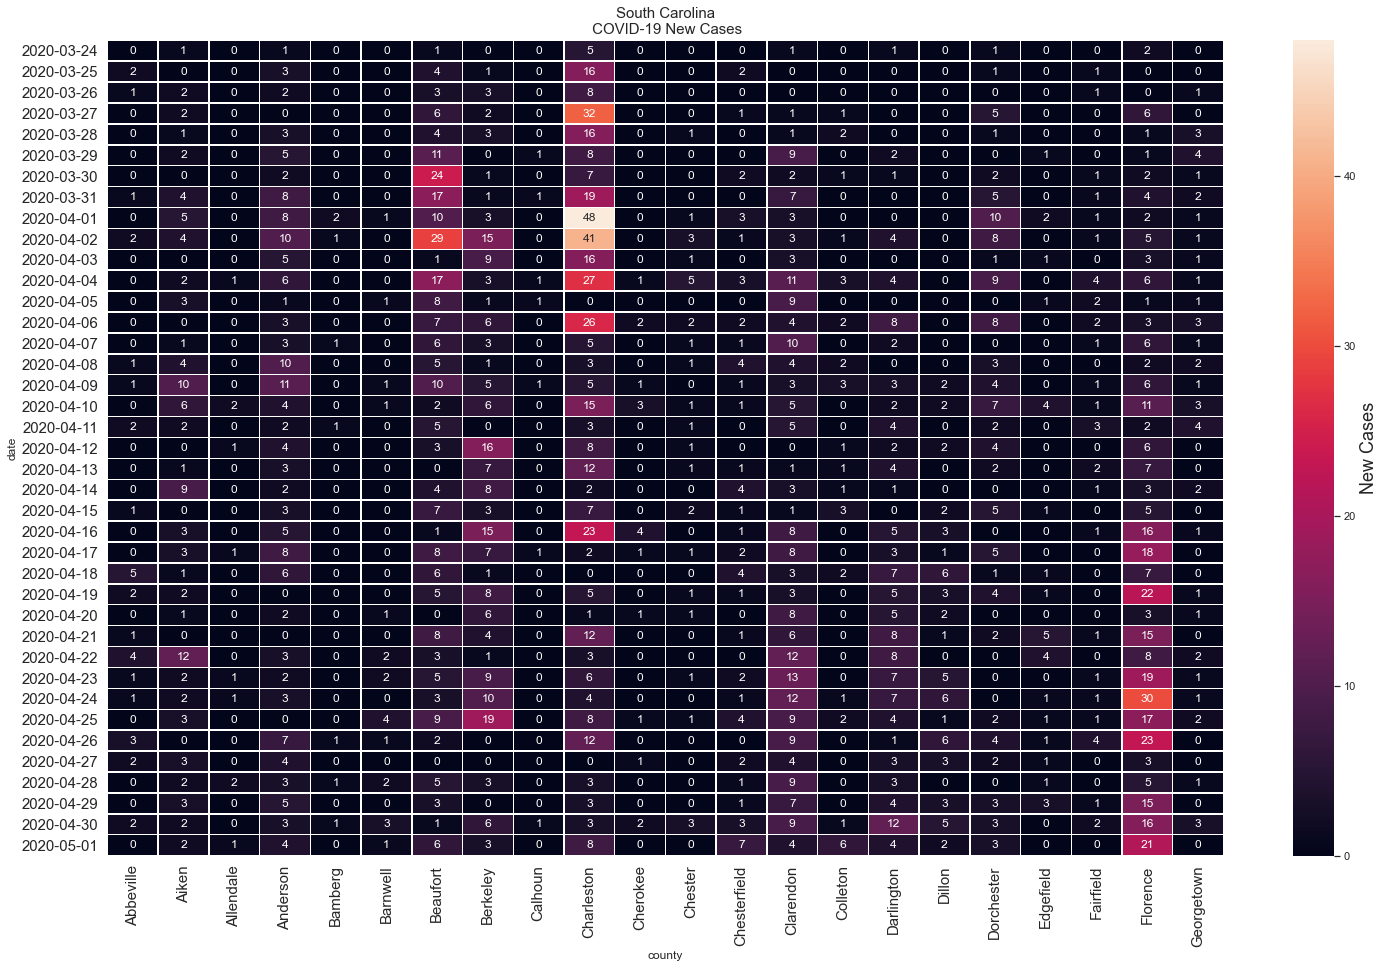 South Carolina
COVID-19 New Cases
2020-03-24 0 1 0 1 0 0 1 0 0 5 0 0 0 1 0 1 0 1 0 0 2 0
2020-03-25 2 0 0 3 0 0 4 1 0 16 0 0 2 0 0 0 0 1 0 1 0 0
2020-03-26 1 2 0 2 0 0 3 3 0 8 0 0 0 0 0 0 0 0 0 1 0 1
2020-03-27 0 2 0 0 0 0 6 2 0 32 0 0 1 1 1 0 0 5 0 0 6 0
2020-03-28 0 1 0 3 0 0 4 3 0 16 0 1 0 1 2 0 0 1 0 0 1 3
2020-03-29 0 2 0 5 0 0 11 0 1 8 0 0 0 9 0 2 0 0 1 0 1 4
2020-03-30 0 0 0 2 0 0 24 1 0 7 0 0 2 2 1 1 0 2 0 1 2 1
2020-03-31 1 4 0 8 0 0 17 1 1 19 0 0 0 7 0 0 0 5 0 1 4 2
2020-04-01 0 5 0 8 2 1 10 3 0 48 0 1 3 3 0 0 0 10 2 1 2 1
2020-04-02 2 4 0 10 1 0 29 15 0 41 0 3 1 3 1 4 0 8 0 1 5 1
2020-04-03 0 0 0 5 0 0 1 9 0 16 0 1 0 3 0 0 0 1 1 0 3 1
2020-04-04 0 2 1 6 0 0 17 3 1 27 1 5 3 11 3 4 0 9 0 4 6 1
2020-04-05 0 3 0 1 0 1 8 1 1 0 0 0 0 9 0 0 0 0 1 2 1 1
2020-04-06 0 0 0 3 0 0 7 6 0 26 2 2 2 4 2 8 0 8 0 2 3 3
2020-04-07 0 1 0 3 1 0 6 3 0 5 0 1 1 10 0 2 0 0 0 1 6 1
2020-04-08 1 4 0 10 0 0 5 1 0 3 0 1 4 4 2 0 0 3 0 0 2 2
2020-04-09 1 10 0 11 0 1 10 5 1 5 1 0 1 3 3 3 2 4 0 1 6 1
2020-04-10 0 6 2 4 0 1 2 6 0 15 3 1 1 5 0 2 2 7 4 1 11 3
2020-04-11 2 2 0 2 1 0 5 0 0 3 0 1 0 5 0 4 0 2 0 3 2 4
2020-04-12 0 0 1 4 0 0 3 16 0 8 0 1 0 0 1 2 2 4 0 0 6 0
2020-04-13 0 1 0 3 0 0 0 7 0 12 0 1 1 1 1 4 0 2 0 2 7 0
2020-04-14 0 9 0 2 0 0 4 8 0 2 0 0 4 3 1 1 0 0 0 1 3 2
2020-04-15 1 0 0 3 0 0 7 3 0 7 0 2 1 1 3 0 2 5 1 0 5 0
2020-04-16 0 3 0 5 0 0 1 15 0 23 4 0 1 8 0 5 3 0 0 1 16 1
2020-04-17 0 3 1 8 0 0 8 7 1 2 1 1 2 8 0 3 1 5 0 0 18 0
2020-04-18 5 1 0 6 0 0 6 1 0 0 0 0 4 3 2 7 6 1 1 0 7 0
2020-04-19 2 2 0 0 0 0 5 8 0 5 0 1 1 3 0 5 3 4 1 0 22 1
2020-04-20 0 1 0 2 0 1 0 6 0 1 1 1 0 8 0 5 2 0 0 0 3 1
2020-04-21 1 0 0 0 0 0 8 4 0 12 0 0 1 6 0 8 1 2 5 1 15 0
2020-04-22 4 12 0 3 0 2 3 1 0 3 0 0 0 12 0 8 0 0 4 0 8 2
2020-04-23 1 2 1 2 0 2 5 9 0 6 0 1 2 13 0 7 5 0 0 1 19 1
2020-04-24 1 2 1 3 0 0 3 10 0 4 0 0 1 12 1 7 6 0 1 1 30 1
2020-04-25 0 3 0 0 0 4 9 19 0 8 1 1 4 9 2 4 1 2 1 1 17 2
2020-04-26 3 0 0 7 1 1 2 0 0 12 0 0 0 9 0 1 6 4 1 4 23 0
2020-04-27 2 3 0 4 0 0 0 0 0 0 1 0 2 4 0 3 3 2 1 0 3 0
2020-04-28 0 2 2 3 1 2 5 3 0 3 0 0 1 9 0 3 0 0 1 0 5 1
2020-04-29 0 3 0 5 0 0 3 0 0 3 0 0 1 7 0 4 3 3 3 1 15 0
2020-04-30 2 2 0 3 1 3 1 6 1 3 2 3 3 9 1 12 5 3 0 2 16 3
2020-05-01 0 2 1 4 0 1 6 3 0 8 0 0 7 4 6 4 2 3 0 0 21 0
Abbeville Aiken Allendale Anderson Bamberg Barnwell Beaufort Berkeley Calhoun Charleston Cherokee Chester Chesterfield Clarendon Colleton Darlington Dillon Dorchester Edgefield Fairfield Florence Georgetown
county
date
40
30
20
10
0
New Cases